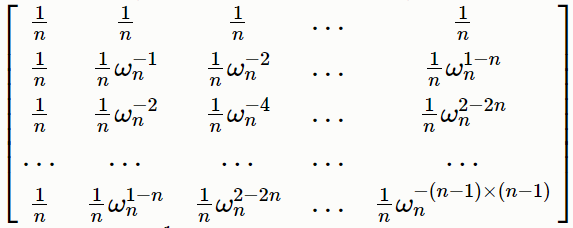 1/n 1/n 1/n … 1/n
1/n 1/n ω_n^{-1} 1/n ω_n^{-2} … 1/n ω_n^{1-n}
1/n 1/n ω_n^{-2} 1/n ω_n^{-4} … 1/n ω_n^{2-2n}
… … … … …
1/n 1/n ω_n^{1-n} 1/n ω_n^{2-2n} … 1/n ω_n^{-(n-1)×(n-1)}